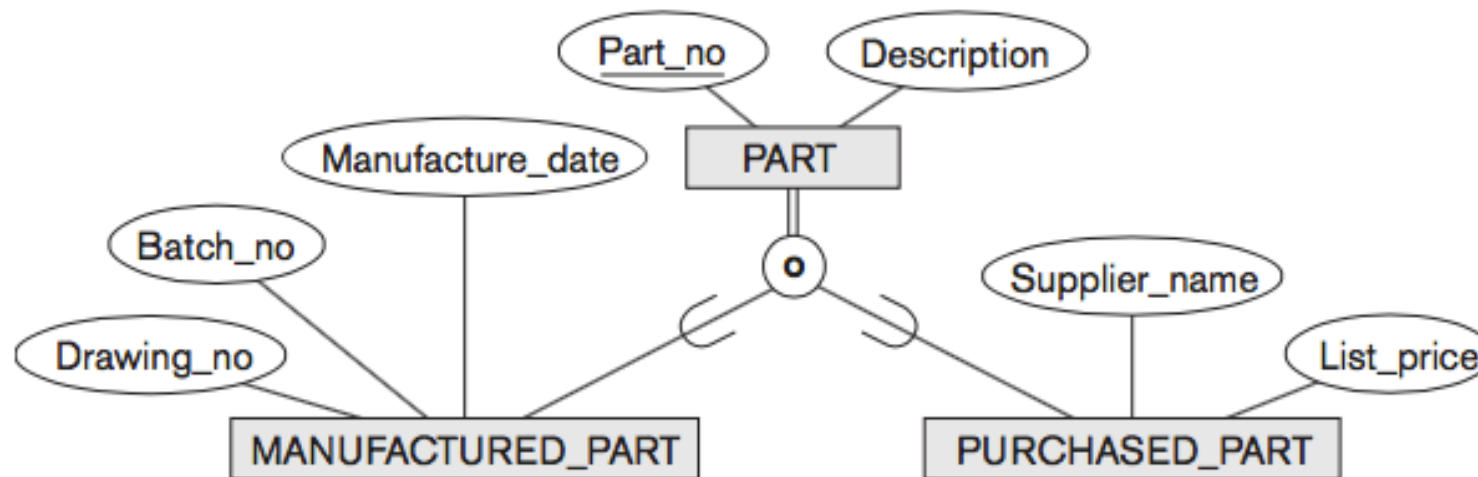 Part_no
Description
Manufacture_date
PART
Batch_no
o
Supplier_name
Drawing_no
List_price
MANUFACTURED_PART
PURCHASED_PART